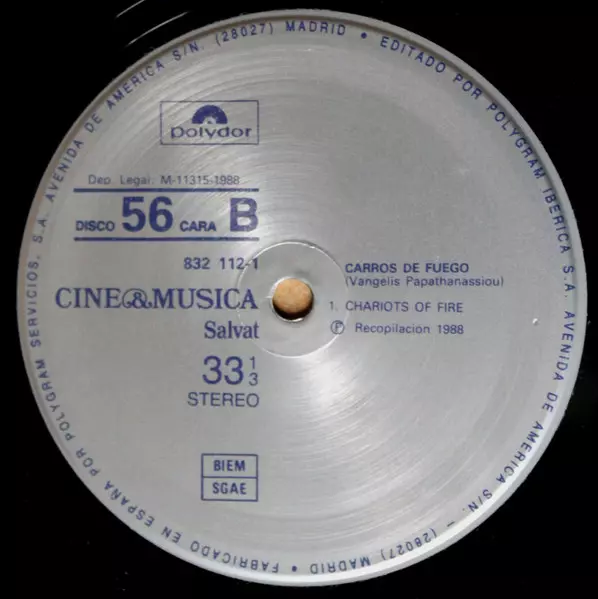 FABRICADO EN ESPAÑA POR POLYGRAM SERVICIOS, S.A. AVENIDA DE AMERICA S/N. (28027) MADRID • EDITADO POR POLYGRAM IBERICA S.A. AVENIDA DE AMERICA S/N. – (28027) MADRID •
polydor
Dep. Legal: M-11315-1988
DISCO 56 CARA B
832 112-1
CINE&MUSICA
Salvat
33 1/3
STEREO
BIEM
SGAE
CARROS DE FUEGO
(Vangelis Papathanassiou)
1. CHARIOTS OF FIRE
Ⓟ Recopilacion 1988